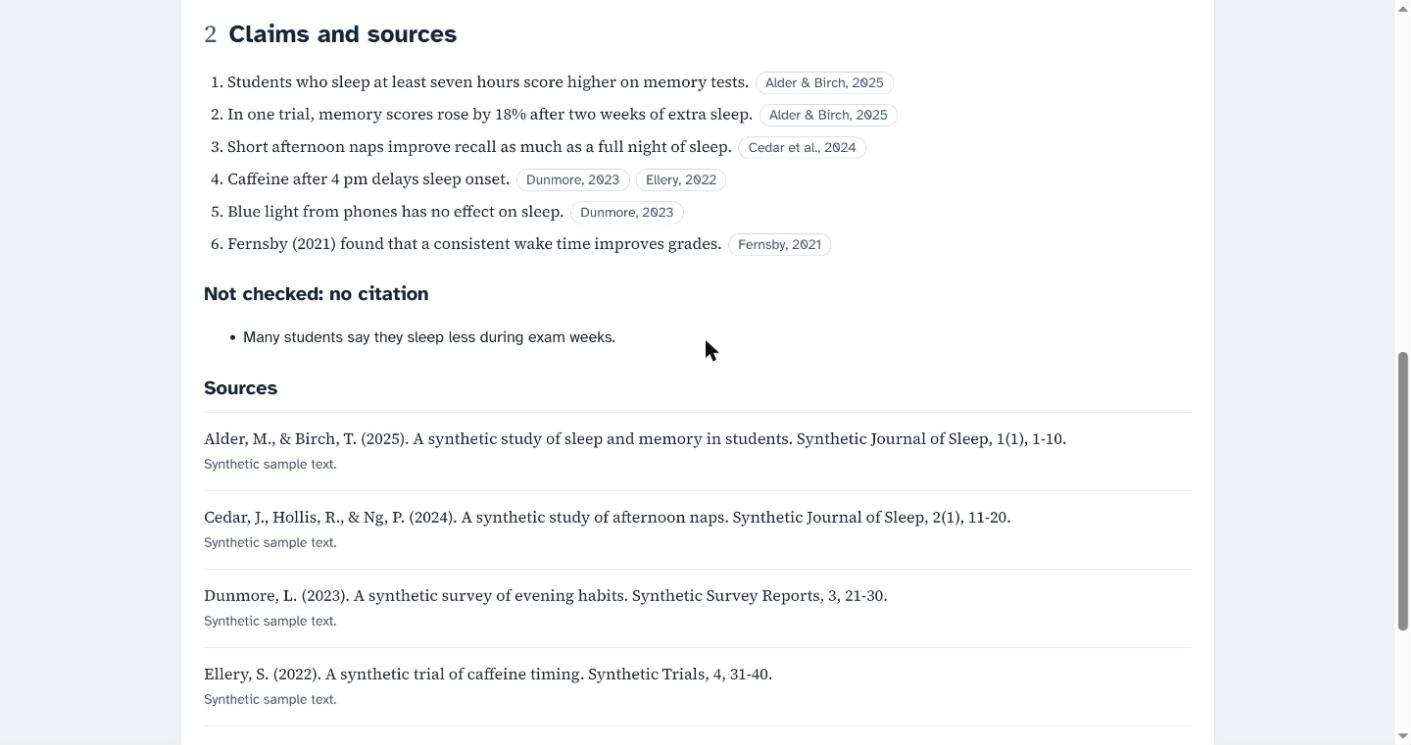 2 Claims and sources
1. Students who sleep at least seven hours score higher on memory tests. Alder & Birch, 2025
2. In one trial, memory scores rose by 18% after two weeks of extra sleep. Alder & Birch, 2025
3. Short afternoon naps improve recall as much as a full night of sleep. Cedar et al., 2024
4. Caffeine after 4 pm delays sleep onset. Dunmore, 2023 Ellery, 2022
5. Blue light from phones has no effect on sleep. Dunmore, 2023
6. Fernsby (2021) found that a consistent wake time improves grades. Fernsby, 2021
Not checked: no citation
• Many students say they sleep less during exam weeks.
Sources
Alder, M., & Birch, T. (2025). A synthetic study of sleep and memory in students. Synthetic Journal of Sleep, 1(1), 1-10.
Synthetic sample text.
Cedar, J., Hollis, R., & Ng, P. (2024). A synthetic study of afternoon naps. Synthetic Journal of Sleep, 2(1), 11-20.
Synthetic sample text.
Dunmore, L. (2023). A synthetic survey of evening habits. Synthetic Survey Reports, 3, 21-30.
Synthetic sample text.
Ellery, S. (2022). A synthetic trial of caffeine timing. Synthetic Trials, 4, 31-40.
Synthetic sample text.